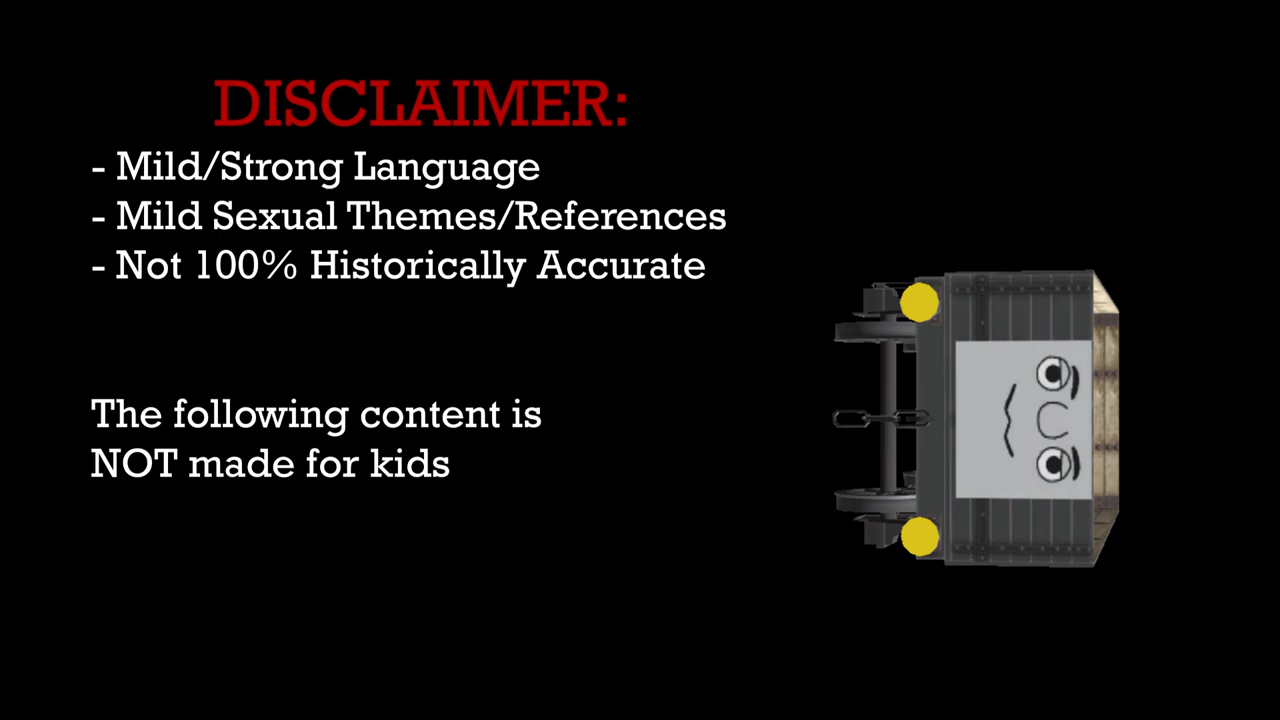 DISCLAIMER:
- Mild/Strong Language
- Mild Sexual Themes/References
- Not 100% Historically Accurate
The following content is
NOT made for kids